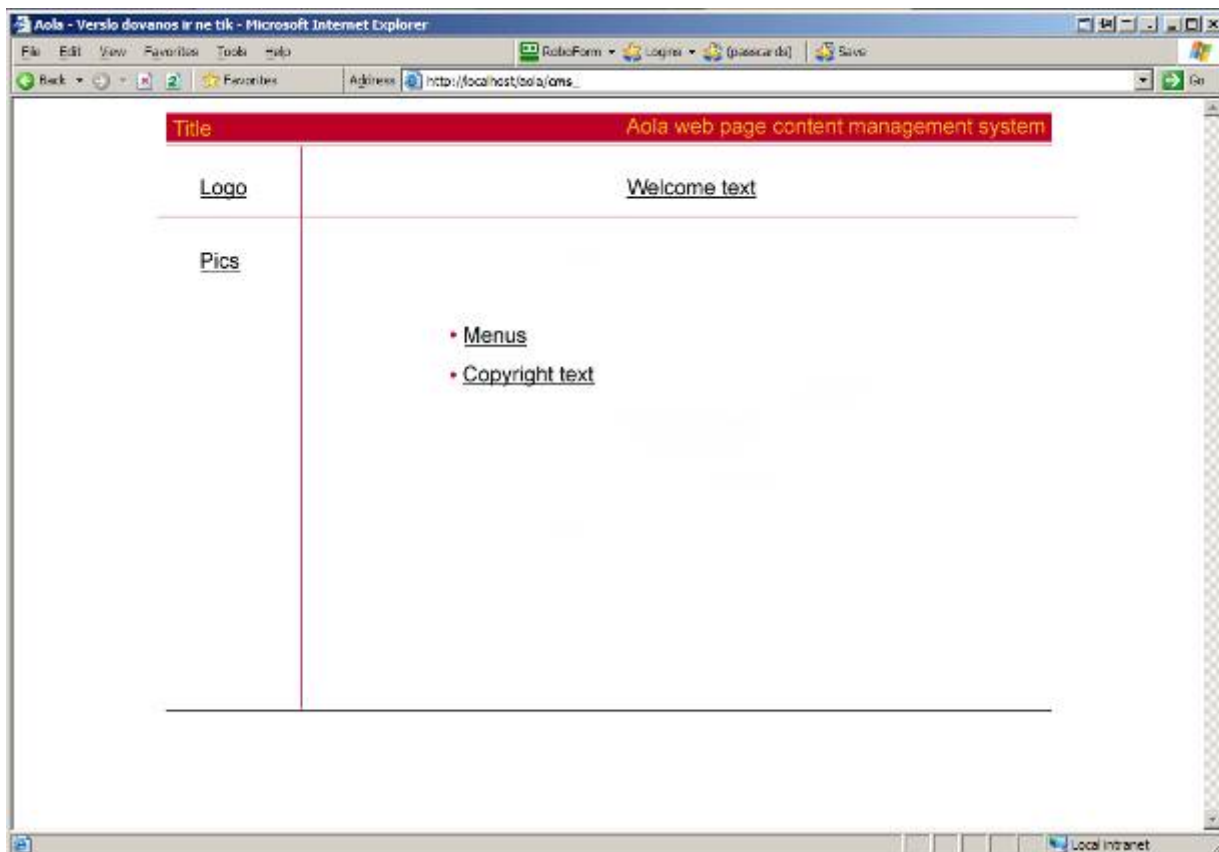 Aola - Verslo dovanos ir ne tik - Microsoft Internet Explorer
File Edit View Favorites Tools Help RoboForm Logins (passcards) Save
Back Favorites Address http://localhost/aola/cms_ Go
Title Aola web page content management system
Logo Welcome text
Pics
• Menus
• Copyright text
Local intranet